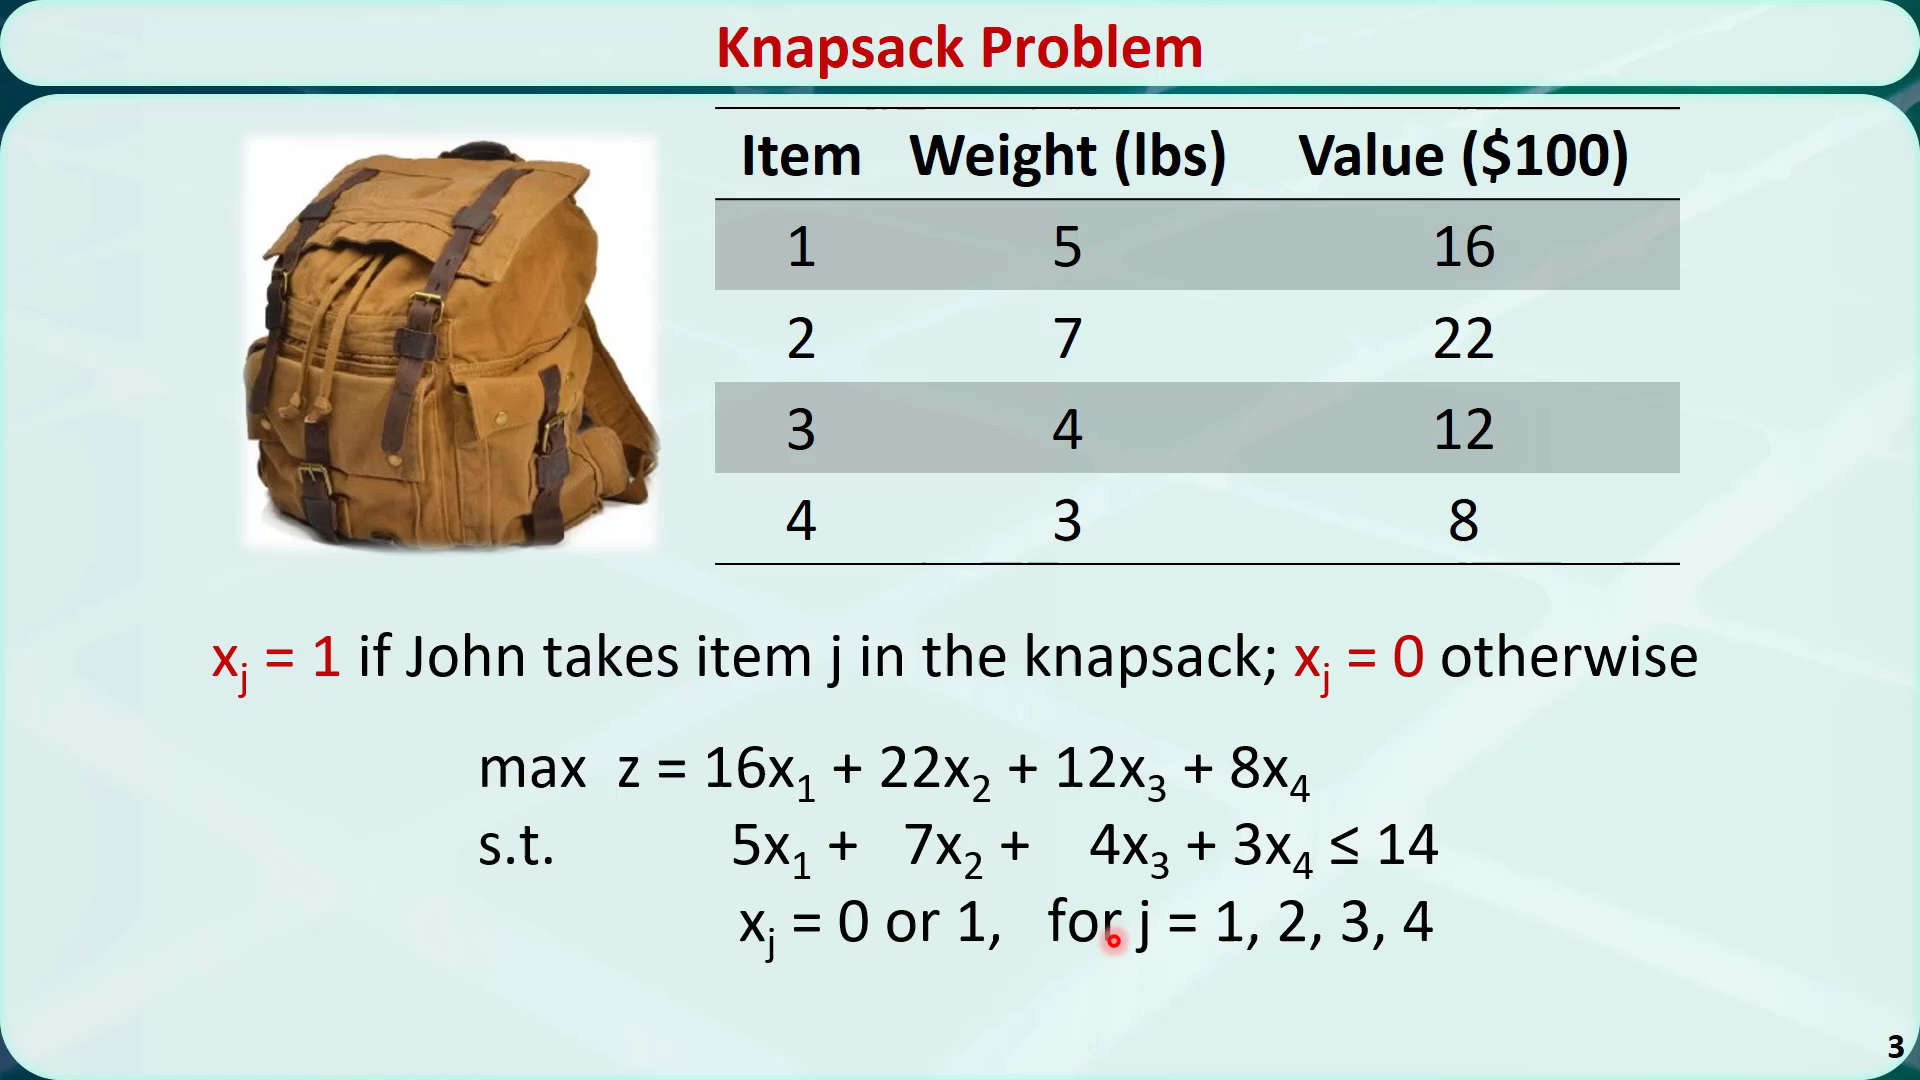 Knapsack Problem
Item Weight (lbs) Value ($100)
1 5 16
2 7 22
3 4 12
4 3 8
xj = 1 if John takes item j in the knapsack; xj = 0 otherwise
max z = 16x1 + 22x2 + 12x3 + 8x4
s.t. 5x1 + 7x2 + 4x3 + 3x4 ≤ 14
xj = 0 or 1, for j = 1, 2, 3, 4
3